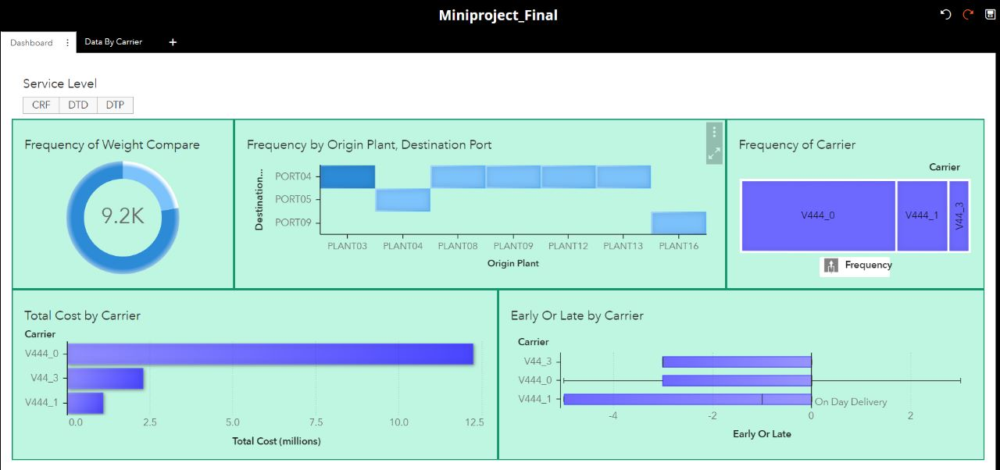 Miniproject_Final
Dashboard
Data By Carrier
+
Service Level
CRF DTD DTP
Frequency of Weight Compare
9.2K
Frequency by Origin Plant, Destination Port
Destination...
PORT04
PORT05
PORT09
PLANT03 PLANT04 PLANT08 PLANT09 PLANT12 PLANT13 PLANT16
Origin Plant
Frequency of Carrier
Carrier
V444_0 V444_1 V44_3
Frequency
Total Cost by Carrier
Carrier
V444_0
V44_3
V444_1
0.0 2.5 5.0 7.5 10.0 12.5
Total Cost (millions)
Early Or Late by Carrier
Carrier
V44_3
V444_0
V444_1
On Day Delivery
-4 -2 0 2
Early Or Late